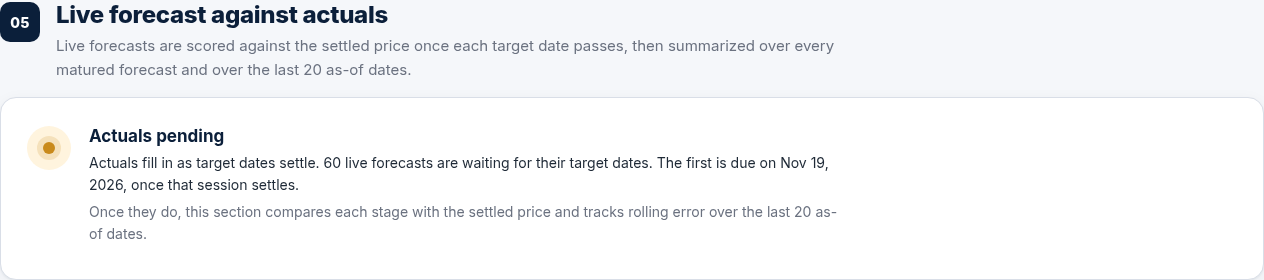 05
Live forecast against actuals
Live forecasts are scored against the settled price once each target date passes, then summarized over every
matured forecast and over the last 20 as-of dates.
Actuals pending
Actuals fill in as target dates settle. 60 live forecasts are waiting for their target dates. The first is due on Nov 19,
2026, once that session settles.
Once they do, this section compares each stage with the settled price and tracks rolling error over the last 20 as-
of dates.